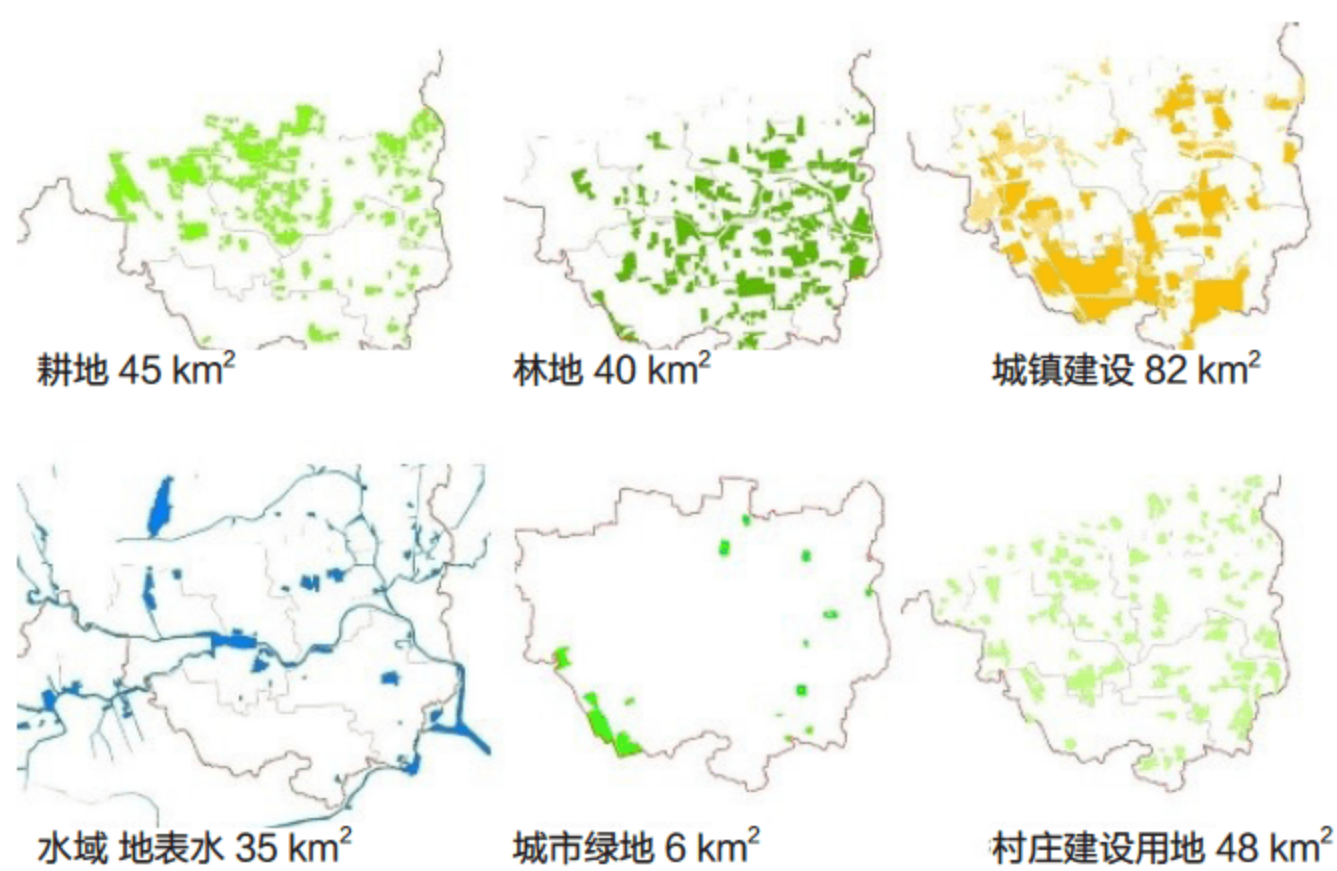 耕地 45 km²
林地 40 km²
城镇建设 82 km²
水域 地表水 35 km²
城市绿地 6 km²
村庄建设用地 48 km²